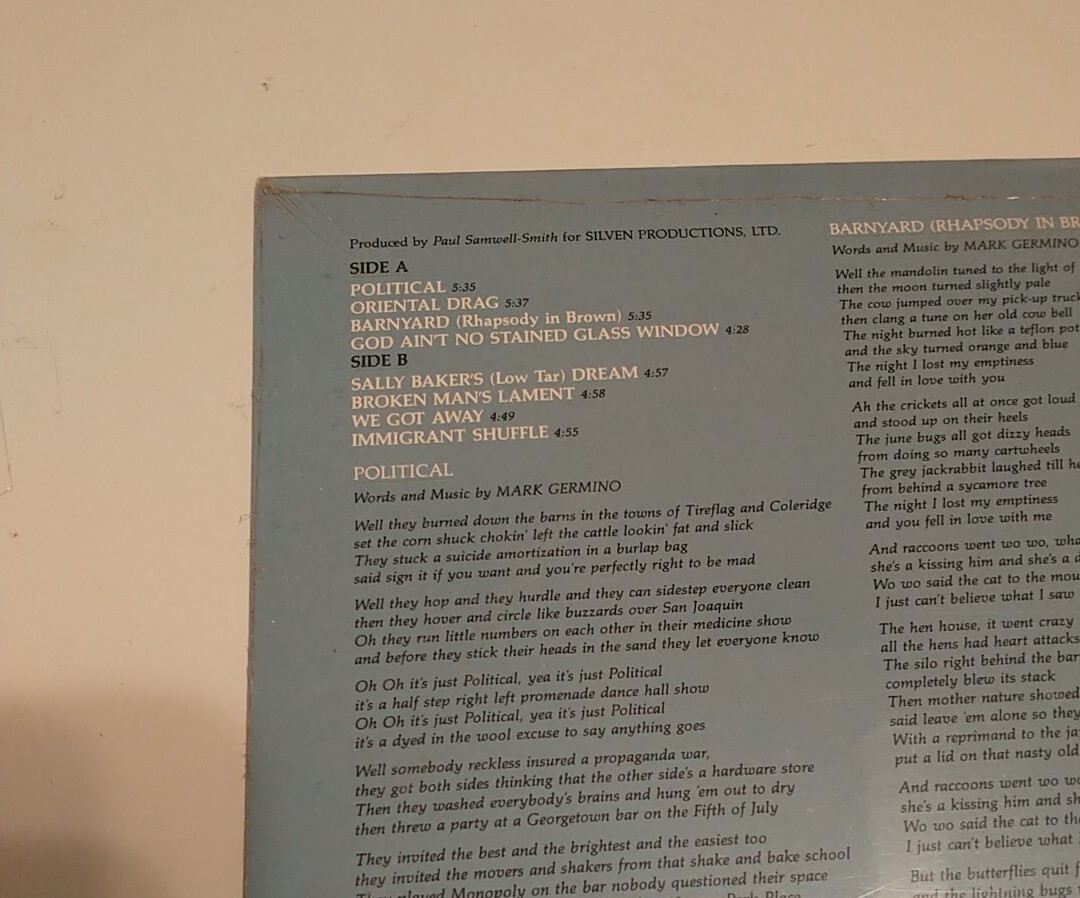 Produced by Paul Samwell-Smith for SILVEN PRODUCTIONS, LTD.
SIDE A
POLITICAL 5:35
ORIENTAL DRAG 5:37
BARNYARD (Rhapsody in Brown) 5:35
GOD AIN'T NO STAINED GLASS WINDOW 4:28
SIDE B
SALLY BAKER'S (Low Tar) DREAM 4:57
BROKEN MAN'S LAMENT 4:58
WE GOT AWAY 4:49
IMMIGRANT SHUFFLE 4:55
POLITICAL
Words and Music by MARK GERMINO
Well they burned down the barns in the towns of Tireflag and Coleridge
set the corn shuck chokin' left the cattle lookin' fat and slick
They stuck a suicide amortization in a burlap bag
said sign it if you want and you're perfectly right to be mad
Well they hop and they hurdle and they can sidestep everyone clean
then they hover and circle like buzzards over San Joaquin
Oh they run little numbers on each other in their medicine show
and before they stick their heads in the sand they let everyone know
Oh Oh it's just Political, yea it's just Political
it's a half step right left promenade dance hall show
Oh Oh it's just Political, yea it's just Political
it's a dyed in the wool excuse to say anything goes
Well somebody reckless insured a propaganda war,
they got both sides thinking that the other side's a hardware store
Then they washed everybody's brains and hung 'em out to dry
then threw a party at a Georgetown bar on the Fifth of July
They invited the best and the brightest and the easiest too
they invited the movers and shakers from that shake and bake school
They played Monopoly on the bar nobody questioned their space
Park Place
BARNYARD (RHAPSODY IN BR
Words and Music by MARK GERMINO
Well the mandolin tuned to the light of
then the moon turned slightly pale
The cow jumped over my pick-up truck
then clang a tune on her old cow bell
The night burned hot like a teflon pot
and the sky turned orange and blue
The night I lost my emptiness
and fell in love with you
Ah the crickets all at once got loud
and stood up on their heels
The june bugs all got dizzy heads
from doing so many cartwheels
The grey jackrabbit laughed till he
from behind a sycamore tree
The night I lost my emptiness
and you fell in love with me
And raccoons went wo wo, wha
she's a kissing him and she's a
Wo wo said the cat to the mou
I just can't believe what I saw
The hen house, it went crazy
all the hens had heart attacks
The silo right behind the bar
completely blew its stack
Then mother nature showed
said leave 'em alone so they
With a reprimand to the ja
put a lid on that nasty old
And raccoons went wo wo
she's a kissing him and sh
Wo wo said the cat to the
I just can't believe what
But the butterflies quit f
and the lightning bugs